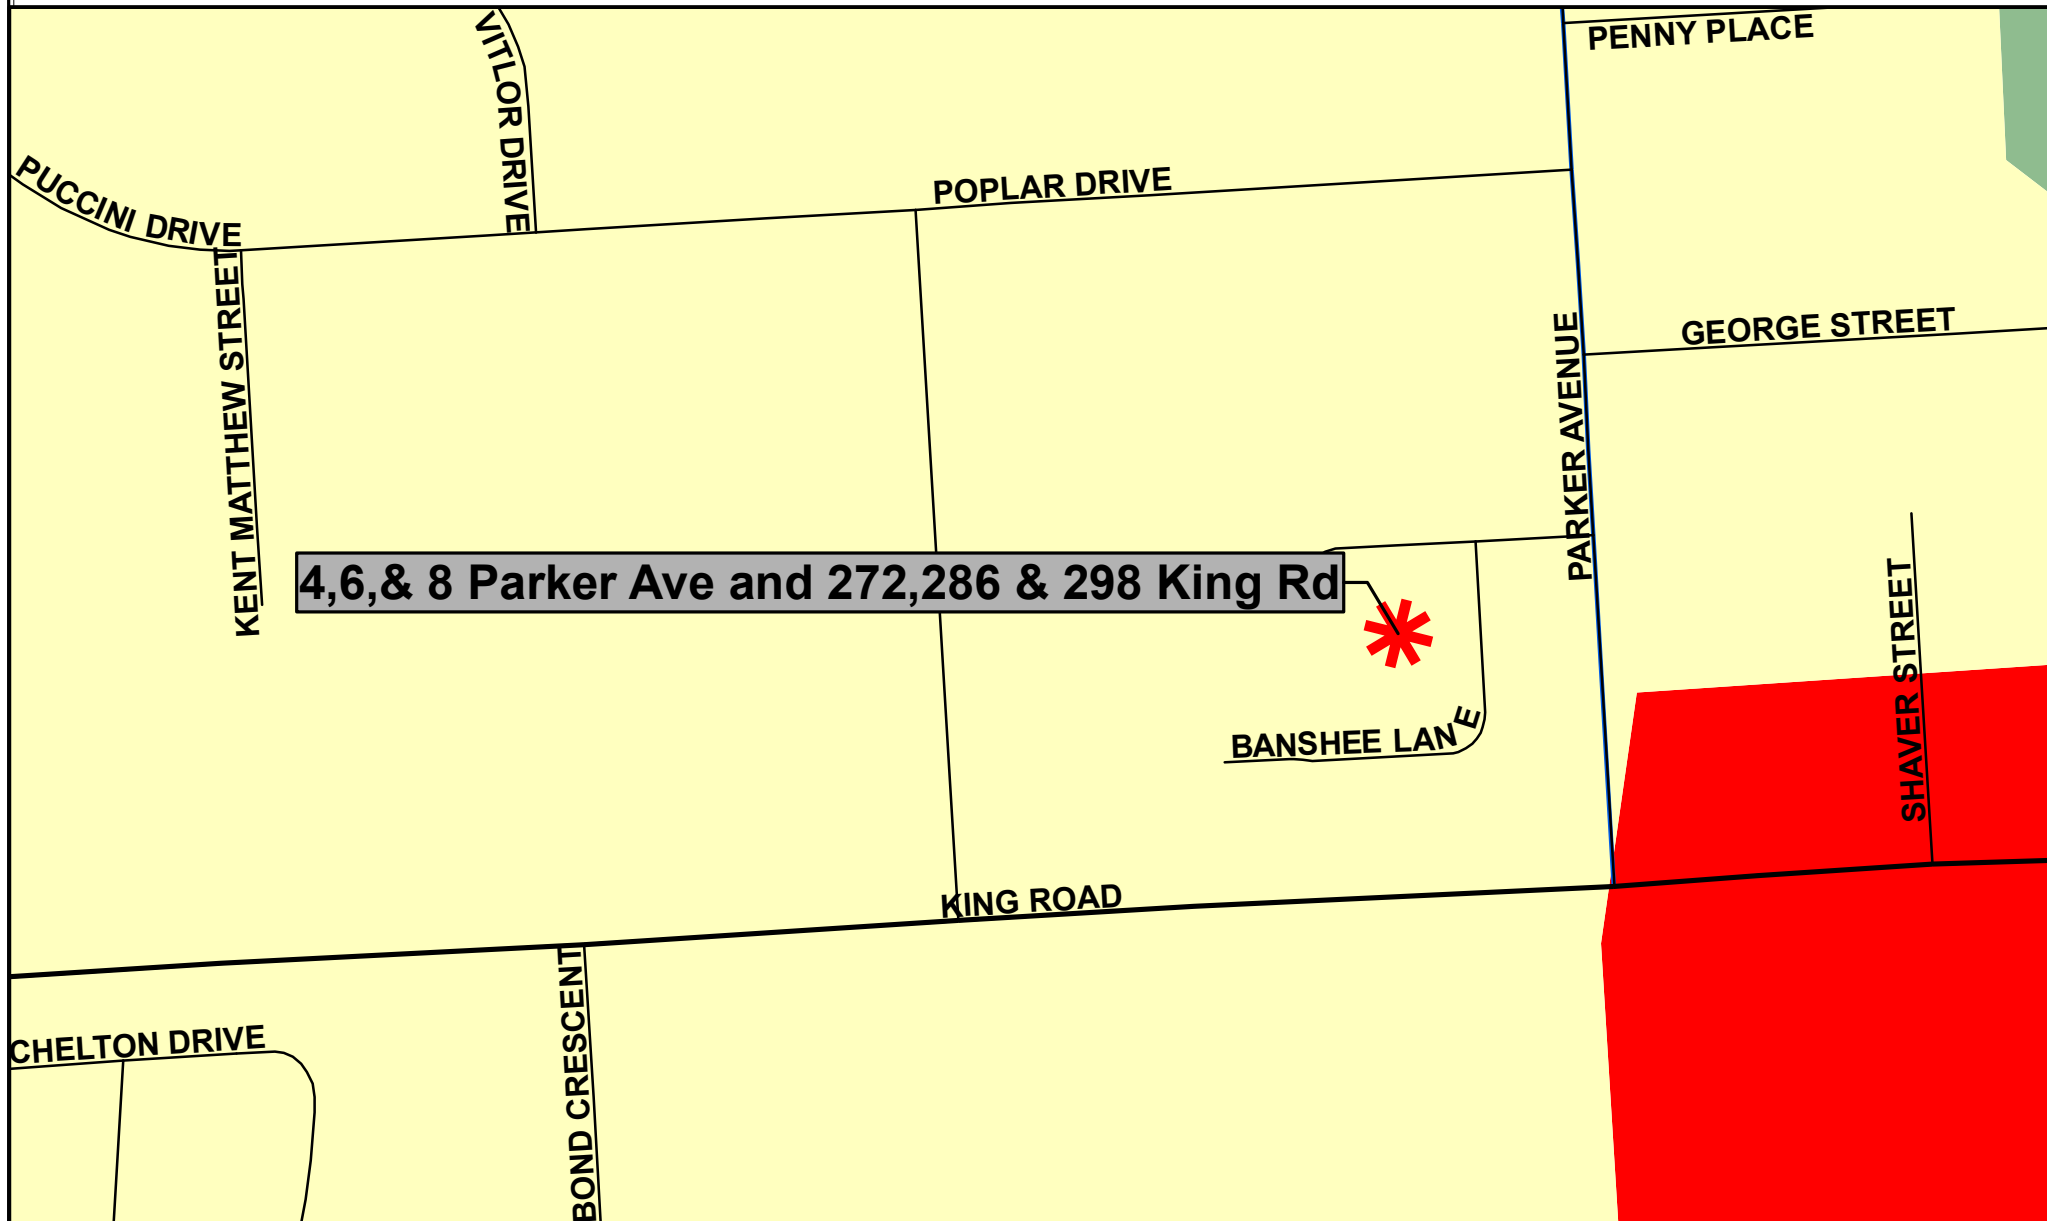 PENNY PLACE
VITLOR DRIVE
PUCCINI DRIVE
POPLAR DRIVE
KENT MATTHEW STREET
GEORGE STREET
PARKER AVENUE
4,6,& 8 Parker Ave and 272,286 & 298 King Rd
SHAVER STREET
BANSHEE LANE
KING ROAD
BOND CRESCENT
CHELTON DRIVE